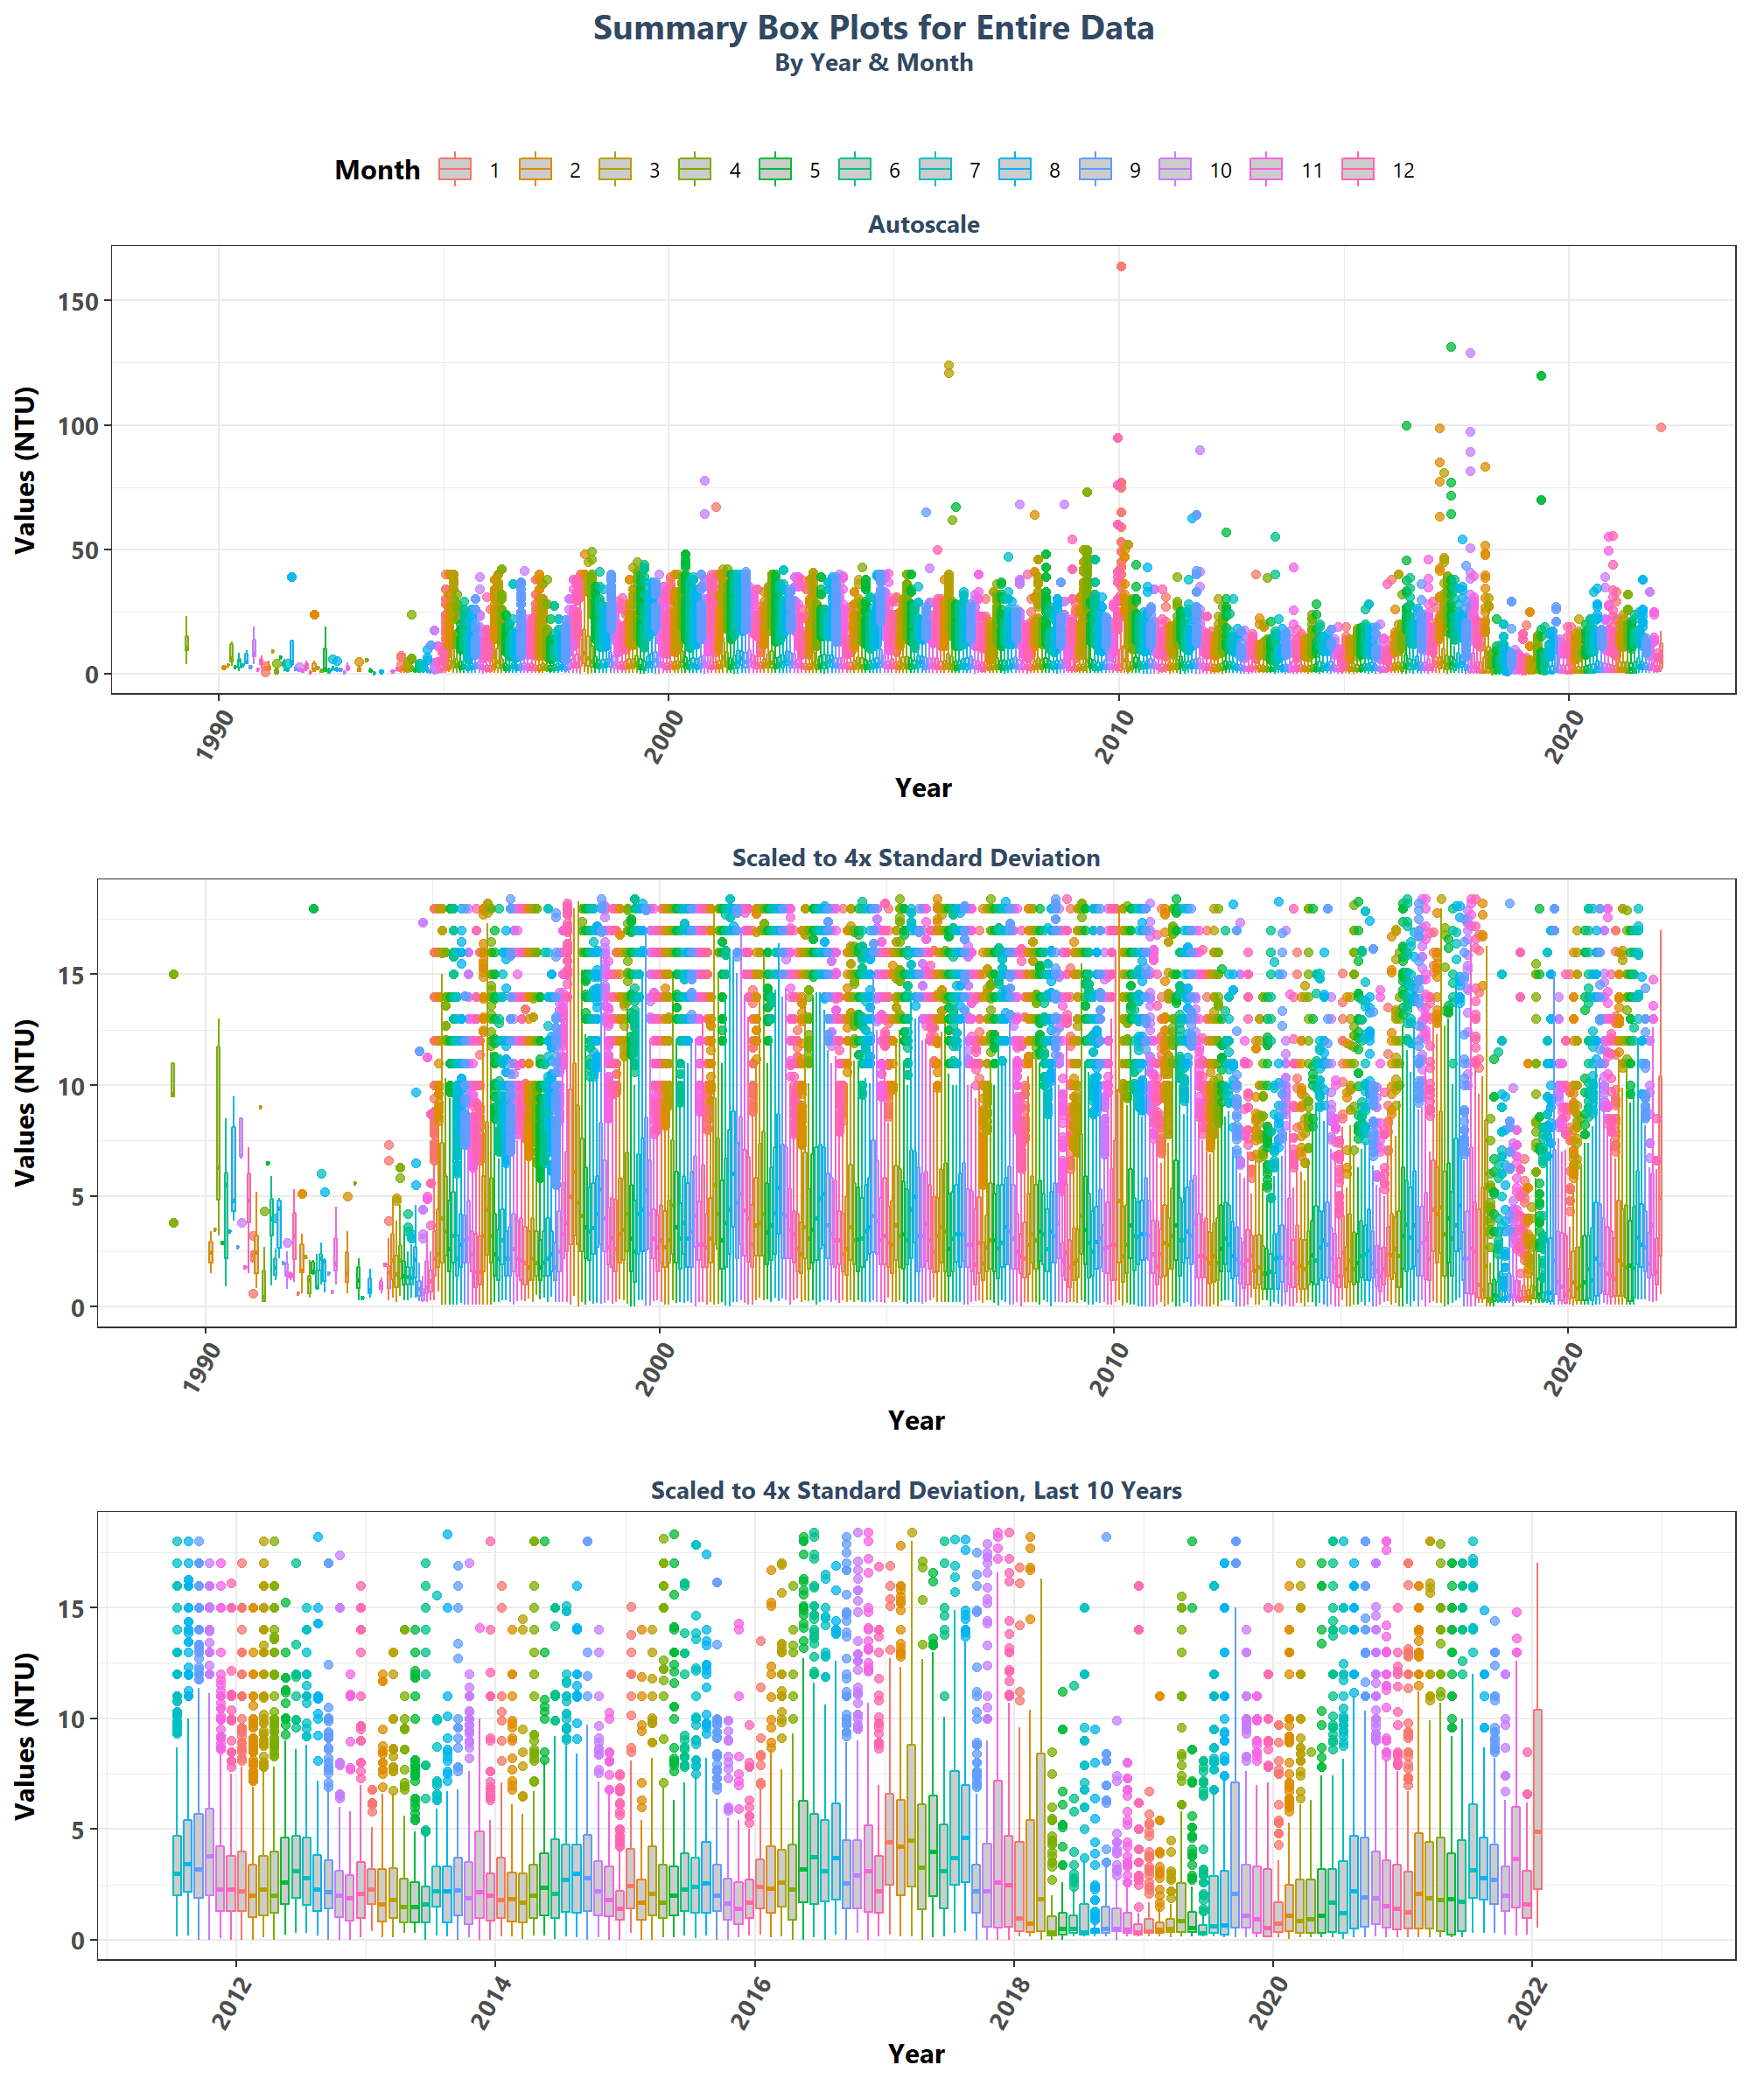 Summary Box Plots for Entire Data
By Year & Month
Month 1 2 3 4 5 6 7 8 9 10 11 12
Autoscale
Values (NTU)
150
100
50
0
1990 2000 2010 2020
Year
Scaled to 4x Standard Deviation
Values (NTU)
15
10
5
0
1990 2000 2010 2020
Year
Scaled to 4x Standard Deviation, Last 10 Years
Values (NTU)
15
10
5
0
2012 2014 2016 2018 2020 2022
Year